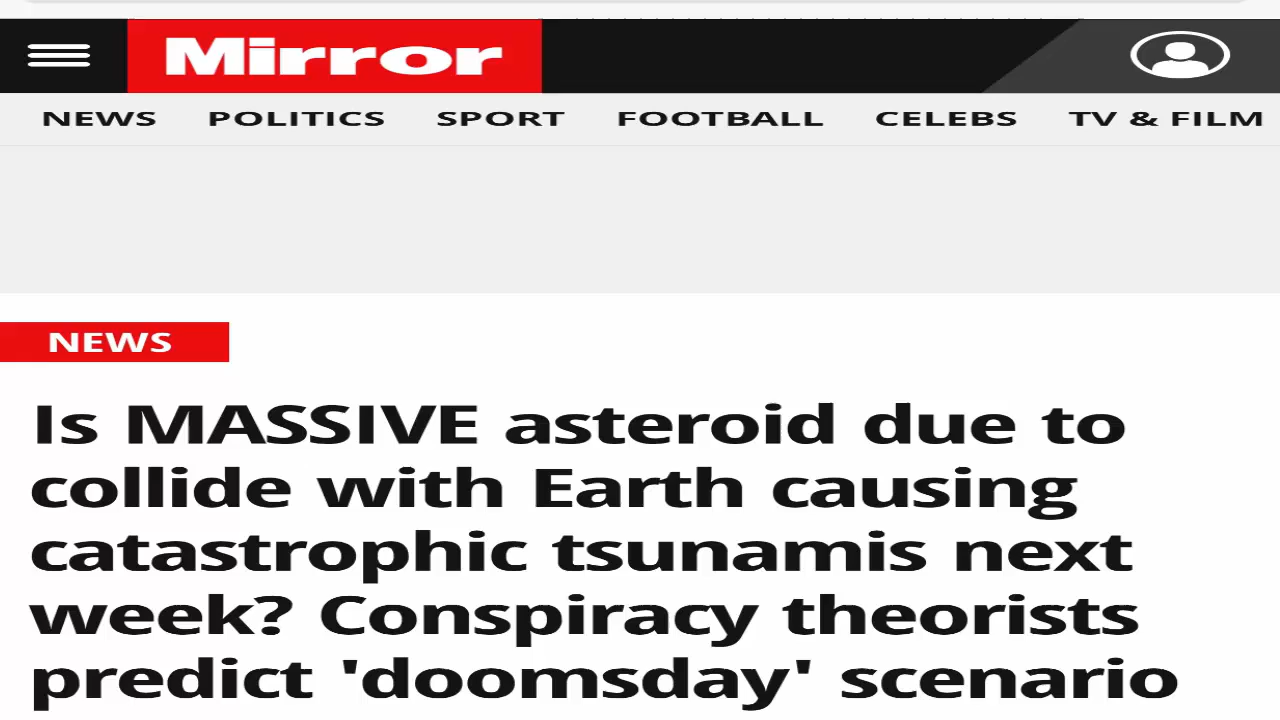 Mirror
NEWS POLITICS SPORT FOOTBALL CELEBS TV & FILM
NEWS
Is MASSIVE asteroid due to
collide with Earth causing
catastrophic tsunamis next
week? Conspiracy theorists
predict 'doomsday' scenario